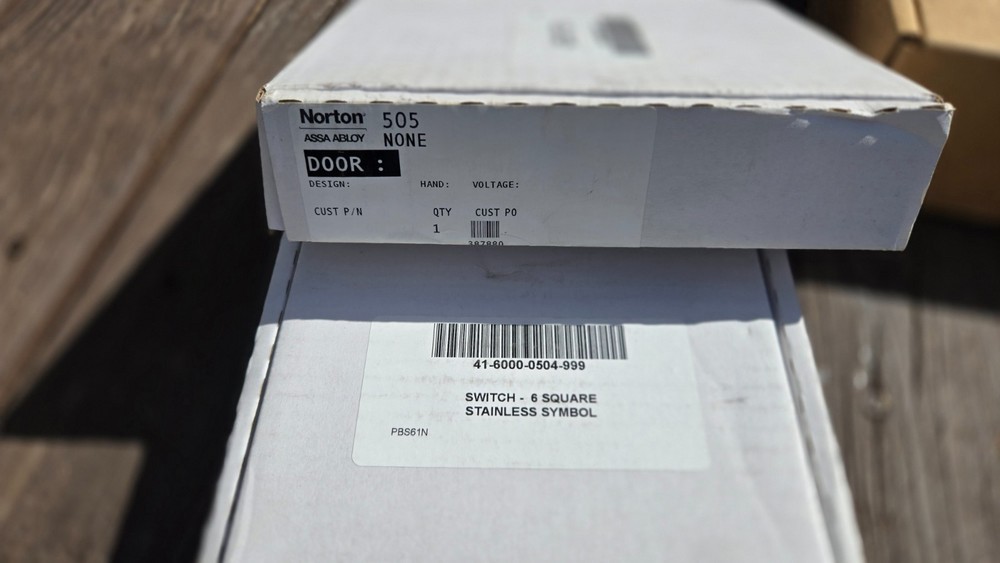 Norton 505
ASSA ABLOY NONE
DOOR :
DESIGN: HAND: VOLTAGE:
CUST P/N QTY CUST PO
1
387880
41-6000-0504-999
SWITCH - 6 SQUARE
STAINLESS SYMBOL
PBS61N